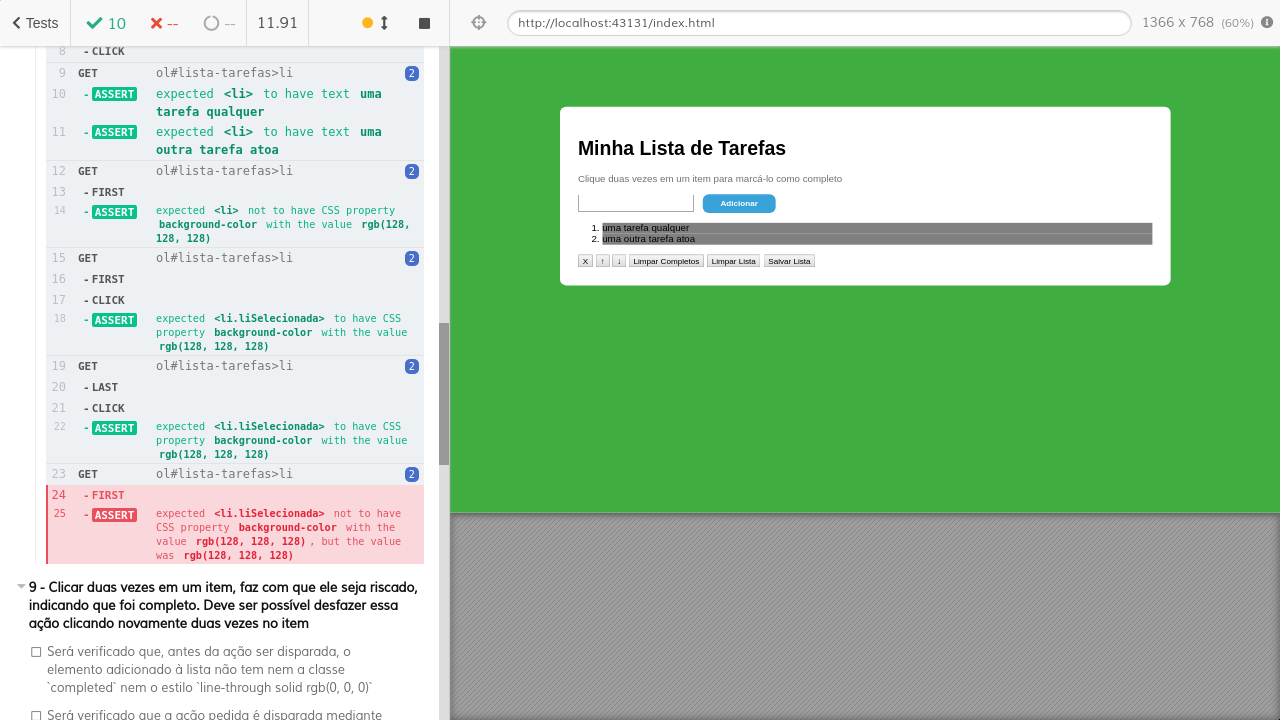 Tests
10
--
--
11.91
http://localhost:43131/index.html
1366 x 768 (60%)
8 -CLICK
9 GET ol#lista-tarefas>li 2
10 -ASSERT expected <li> to have text uma
tarefa qualquer
11 -ASSERT expected <li> to have text uma
outra tarefa atoa
12 GET ol#lista-tarefas>li 2
13 -FIRST
14 -ASSERT expected <li> not to have CSS property
background-color with the value rgb(128,
128, 128)
15 GET ol#lista-tarefas>li 2
16 -FIRST
17 -CLICK
18 -ASSERT expected <li.liSelecionada> to have CSS
property background-color with the value
rgb(128, 128, 128)
19 GET ol#lista-tarefas>li 2
20 -LAST
21 -CLICK
22 -ASSERT expected <li.liSelecionada> to have CSS
property background-color with the value
rgb(128, 128, 128)
23 GET ol#lista-tarefas>li 2
24 -FIRST
25 -ASSERT expected <li.liSelecionada> not to have
CSS property background-color with the
value rgb(128, 128, 128) , but the value
was rgb(128, 128, 128)
9 - Clicar duas vezes em um item, faz com que ele seja riscado,
indicando que foi completo. Deve ser possível desfazer essa
ação clicando novamente duas vezes no item
Será verificado que, antes da ação ser disparada, o
elemento adicionado à lista não tem nem a classe
`completed` nem o estilo `line-through solid rgb(0, 0, 0)`
Será verificado que a ação pedida é disparada mediante
Minha Lista de Tarefas
Clique duas vezes em um item para marcá-lo como completo
Adicionar
1. uma tarefa qualquer
2. uma outra tarefa atoa
X ↑ ↓ Limpar Completos Limpar Lista Salvar Lista